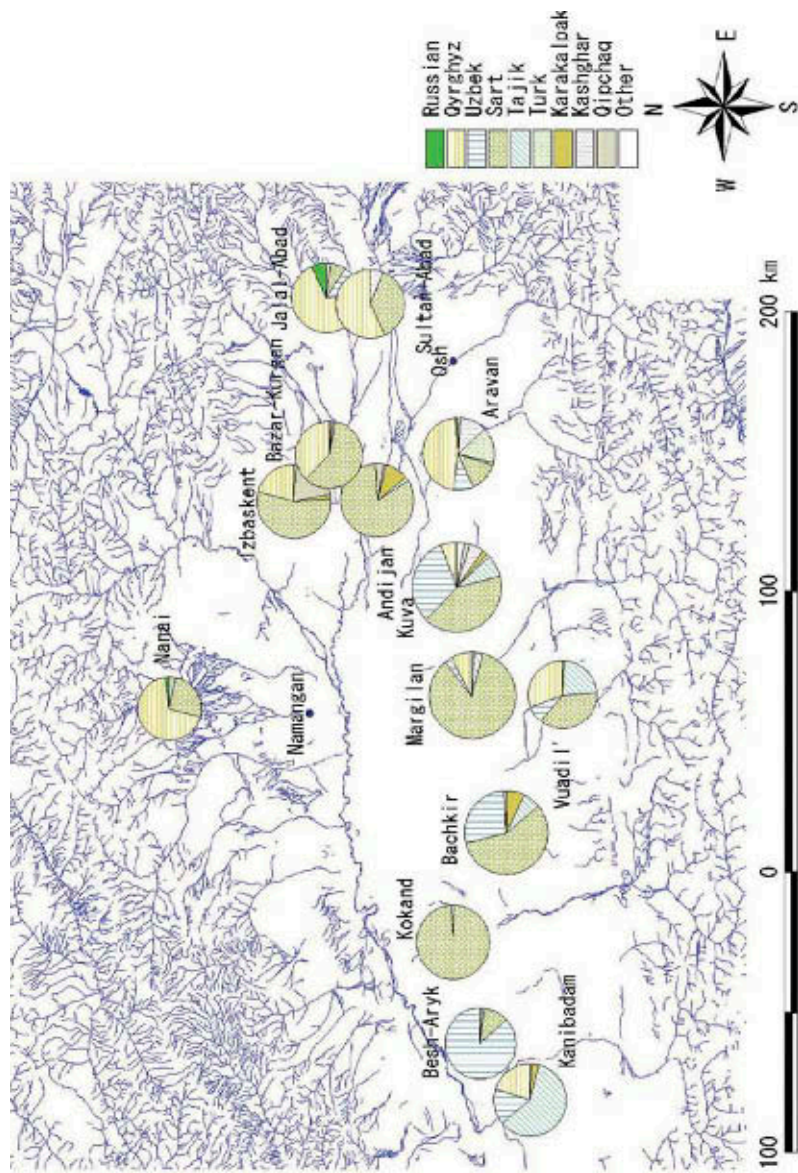 Russian
Qyrghyz
Uzbek
Sart
Tajik
Turk
Karakalpak
Kashghar
Qipchaq
Other
N
W
E
S
Nanai
Namangan
Izbaskent
Bazar-Kurgan
Jalal-Abad
Sultan-Abad
Osh
Aravan
Andijan
Kuva
Margilan
Vuadil'
Bachkir
Kokand
Besh-Aryk
Kanibadam
100
0
100
200 km